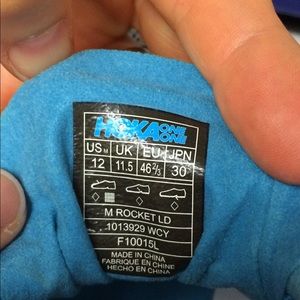 HOKA ONE ONE
US M UK EU JPN
12 11.5 46⅔ 30
M ROCKET LD
1013929 WCY
F10015L
MADE IN CHINA
FABRIQUÉ EN CHINE
HECHO EN CHINA